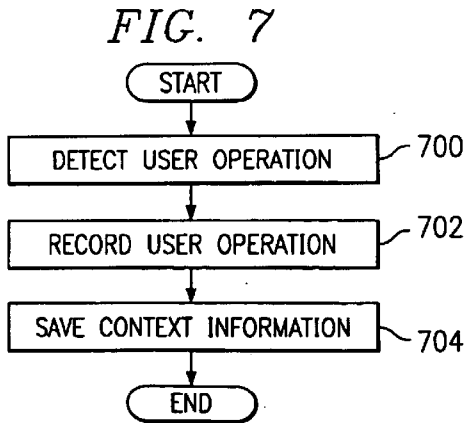 FIG. 7
START
DETECT USER OPERATION
700
RECORD USER OPERATION
702
SAVE CONTEXT INFORMATION
704
END